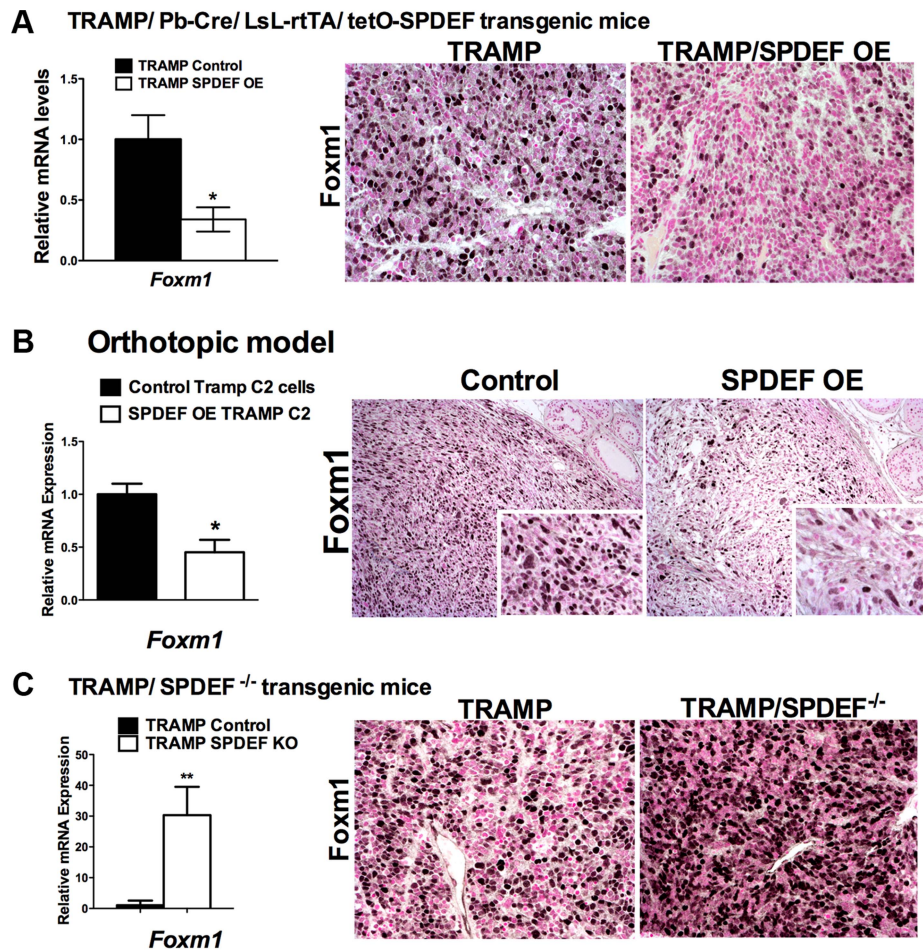 A TRAMP/ Pb-Cre/ LsL-rtTA/ tetO-SPDEF transgenic mice
TRAMP Control
TRAMP SPDEF OE
Relative mRNA levels
1.5
1.0
0.5
0.0
*
Foxm1
TRAMP
TRAMP/SPDEF OE
Foxm1
B Orthotopic model
Control Tramp C2 cells
SPDEF OE TRAMP C2
Relative mRNA Expression
1.5
1.0
0.5
0.0
*
Foxm1
Control
SPDEF OE
Foxm1
C TRAMP/ SPDEF -/- transgenic mice
TRAMP Control
TRAMP SPDEF KO
Relative mRNA Expression
50
40
30
20
10
0
**
Foxm1
TRAMP
TRAMP/SPDEF-/-
Foxm1